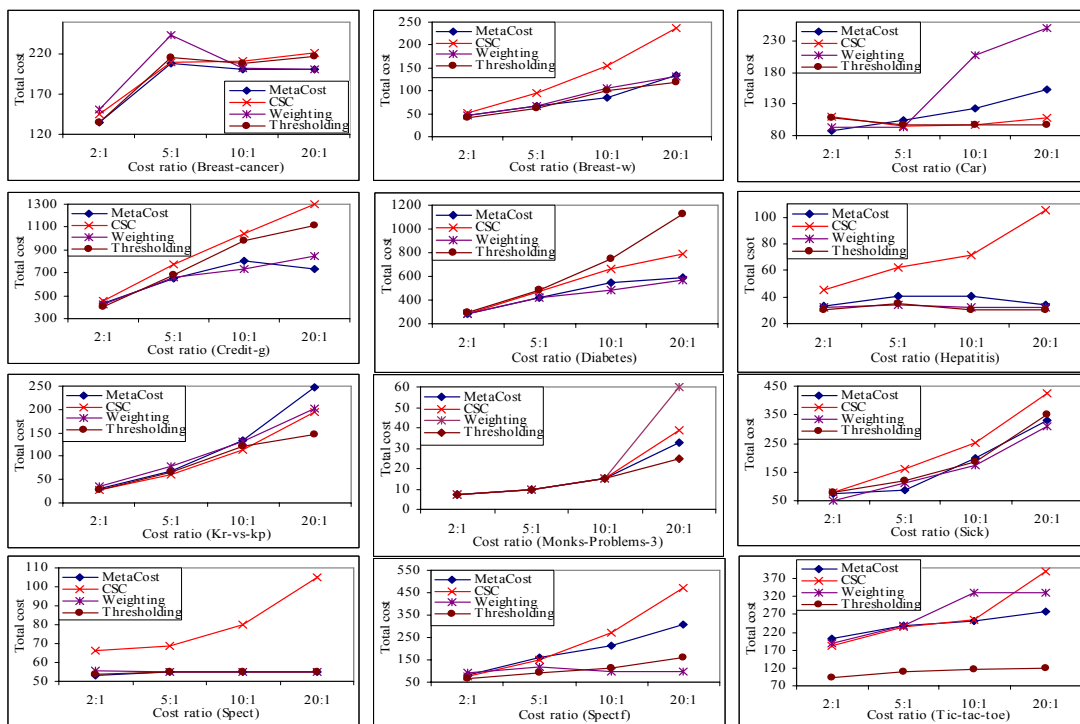 Total cost
220
170
120
2:1 5:1 10:1 20:1
Cost ratio (Breast-cancer)
MetaCost
CSC
Weighting
Thresholding
Total cost
250
200
150
100
50
0
2:1 5:1 10:1 20:1
Cost ratio (Breast-w)
MetaCost
CSC
Weighting
Thresholding
Total cost
230
180
130
80
2:1 5:1 10:1 20:1
Cost ratio (Car)
MetaCost
CSC
Weighting
Thresholding
Total cost
1300
1100
900
700
500
300
2:1 5:1 10:1 20:1
Cost ratio (Credit-g)
MetaCost
CSC
Weighting
Thresholding
Total cost
1200
1000
800
600
400
200
2:1 5:1 10:1 20:1
Cost ratio (Diabetes)
MetaCost
CSC
Weighting
Thresholding
Total csot
100
80
60
40
20
2:1 5:1 10:1 20:1
Cost ratio (Hepatitis)
MetaCost
CSC
Weighting
Thresholding
Total cost
250
200
150
100
50
0
2:1 5:1 10:1 20:1
Cost ratio (Kr-vs-kp)
MetaCost
CSC
Weighting
Thresholding
Total cost
60
50
40
30
20
10
0
2:1 5:1 10:1 20:1
Cost ratio (Monks-Problems-3)
MetaCost
CSC
Weighting
Thresholding
Total cost
450
350
250
150
50
2:1 5:1 10:1 20:1
Cost ratio (Sick)
MetaCost
CSC
Weighting
Thresholding
Total cost
110
100
90
80
70
60
50
2:1 5:1 10:1 20:1
Cost ratio (Spect)
MetaCost
CSC
Weighting
Thresholding
Total cost
550
450
350
250
150
50
2:1 5:1 10:1 20:1
Cost ratio (Spectf)
MetaCost
CSC
Weighting
Thresholding
Total cost
370
320
270
220
170
120
70
2:1 5:1 10:1 20:1
Cost ratio (Tic-tac-toe)
MetaCost
CSC
Weighting
Thresholding